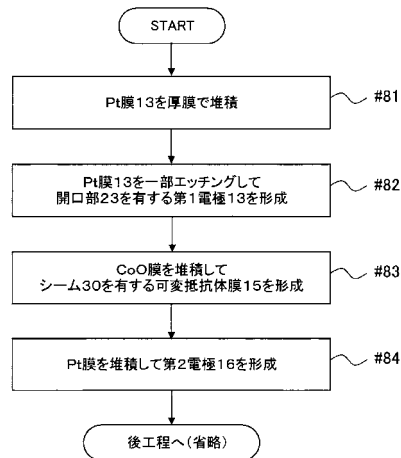 START
Pt膜13を厚膜で堆積
#81
Pt膜13を一部エッチングして
開口部23を有する第1電極13を形成
#82
CoO膜を堆積して
シーム30を有する可変抵抗体膜15を形成
#83
Pt膜を堆積して第2電極16を形成
#84
後工程へ(省略)